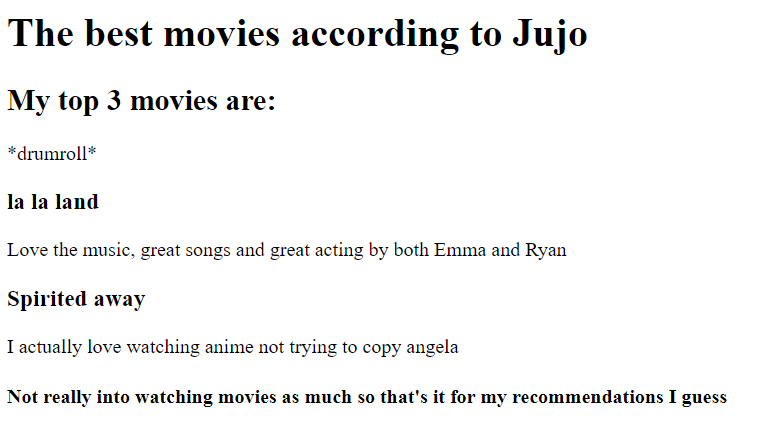 The best movies according to Jujo
My top 3 movies are:
*drumroll*
la la land
Love the music, great songs and great acting by both Emma and Ryan
Spirited away
I actually love watching anime not trying to copy angela
Not really into watching movies as much so that's it for my recommendations I guess